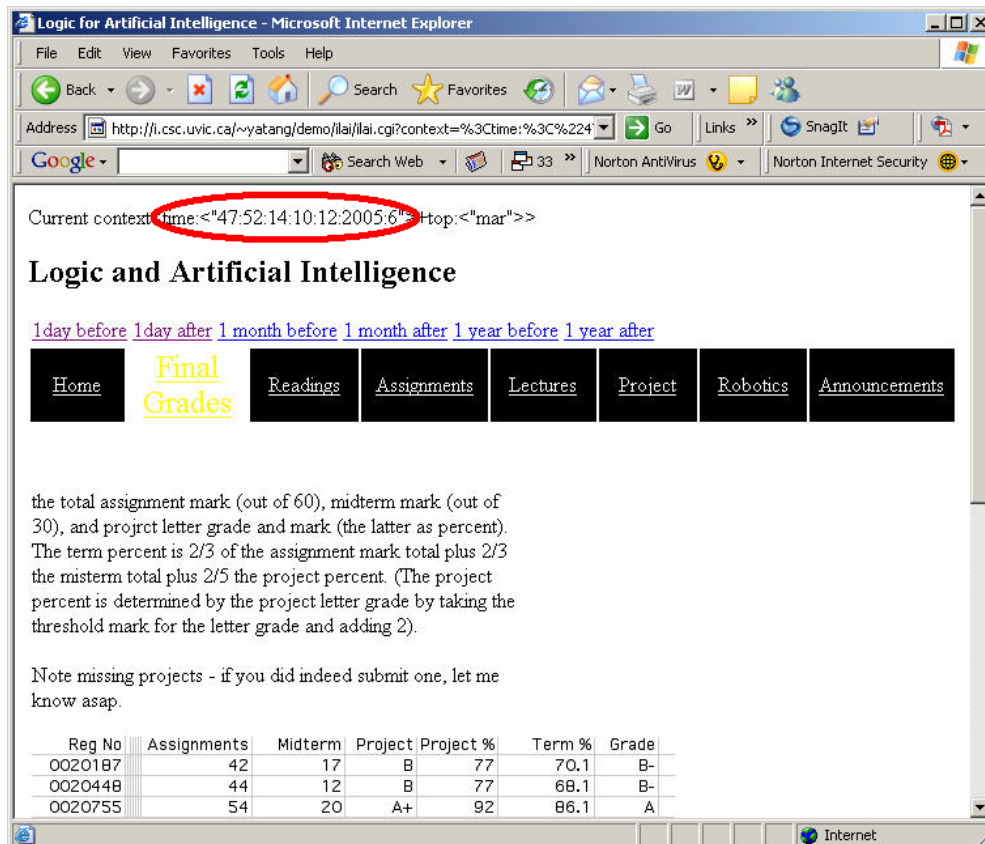 Logic for Artificial Intelligence - Microsoft Internet Explorer
File Edit View Favorites Tools Help
Back Search Favorites
Address http://i.csc.uvic.ca/~yatang/demo/ilai/ilai.cgi?context=%3Ctime:%3C%224 Go Links » SnagIt
Google Search Web 33 » Norton AntiVirus Norton Internet Security
Current context time:<"47:52:14:10:12:2005:6">+top:<"mar">>
Logic and Artificial Intelligence
1day before 1day after 1 month before 1 month after 1 year before 1 year after
Home Final Grades Readings Assignments Lectures Project Robotics Announcements
the total assignment mark (out of 60), midterm mark (out of
30), and projrct letter grade and mark (the latter as percent).
The term percent is 2/3 of the assignment mark total plus 2/3
the misterm total plus 2/5 the project percent. (The project
percent is determined by the project letter grade by taking the
threshold mark for the letter grade and adding 2).
Note missing projects - if you did indeed submit one, let me
know asap.
Reg No Assignments Midterm Project Project % Term % Grade
0020187 42 17 B 77 70.1 B-
0020448 44 12 B 77 68.1 B-
0020755 54 20 A+ 92 86.1 A
Internet